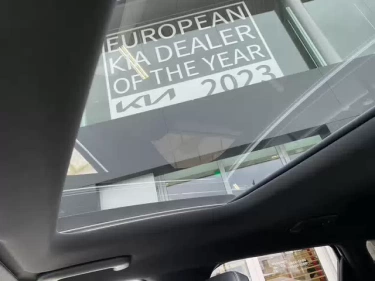 EUROPEAN
KIA DEALER
OF THE YEAR
KIA 2023